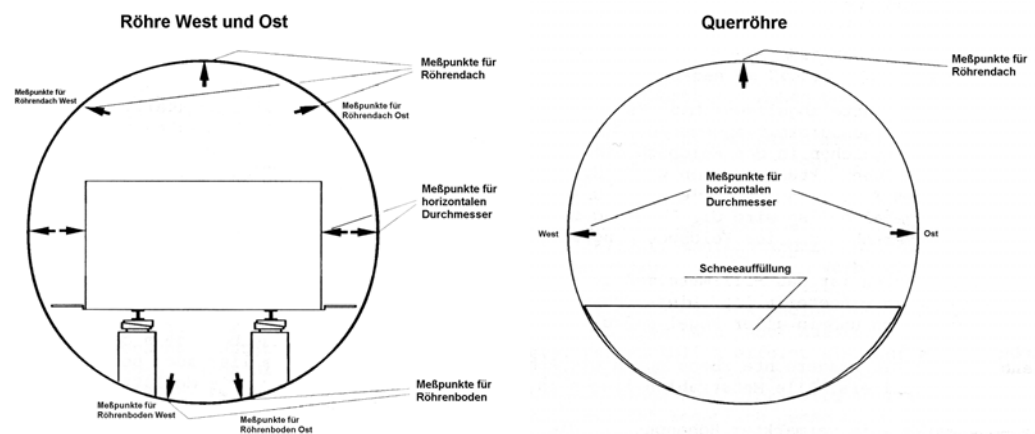 Röhre West und Ost
Meßpunkte für
Röhrendach
Meßpunkte für
Röhrendach West
Meßpunkte für
Röhrendach Ost
Meßpunkte für
horizontalen
Durchmesser
Meßpunkte für
Röhrenboden West
Meßpunkte für
Röhrenboden Ost
Meßpunkte für
Röhrenboden
Querröhre
Meßpunkte für
Röhrendach
Meßpunkte für
horizontalen
Durchmesser
West
Ost
Schneeauffüllung